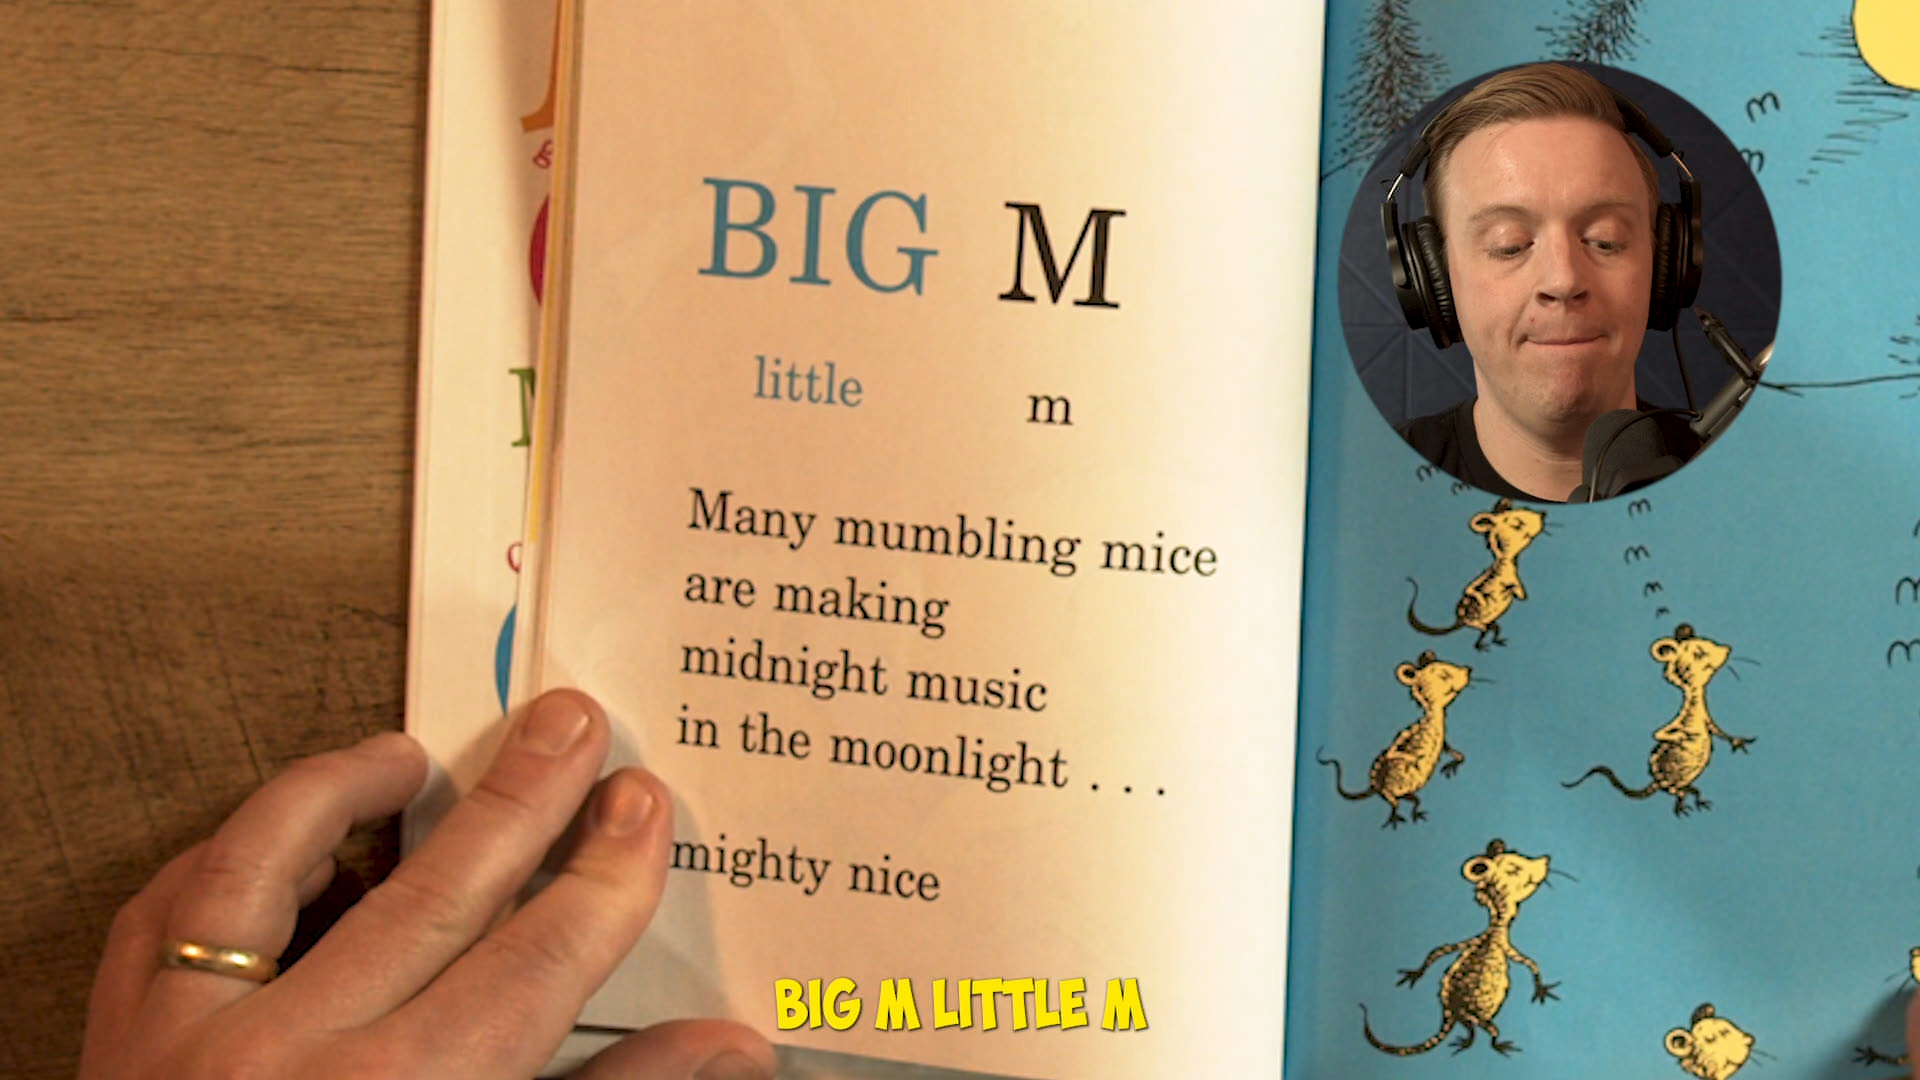 BIG M
little m
Many mumbling mice
are making
midnight music
in the moonlight . . .
mighty nice
BIG M LITTLE M